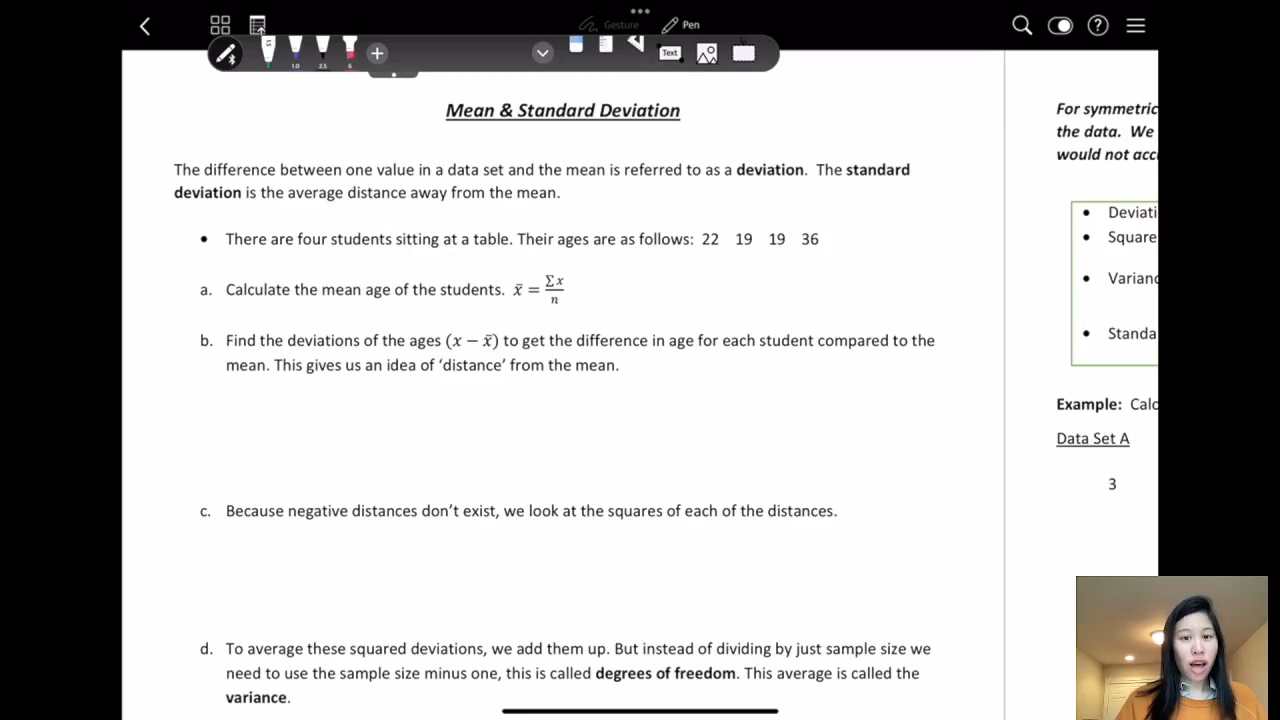 Gesture Pen
1.0 2.5 6 Text
Mean & Standard Deviation
The difference between one value in a data set and the mean is referred to as a deviation. The standard
deviation is the average distance away from the mean.
• There are four students sitting at a table. Their ages are as follows: 22 19 19 36
a. Calculate the mean age of the students. x̄ = Σx/n
b. Find the deviations of the ages (x − x̄) to get the difference in age for each student compared to the
mean. This gives us an idea of ‘distance’ from the mean.
c. Because negative distances don’t exist, we look at the squares of each of the distances.
d. To average these squared deviations, we add them up. But instead of dividing by just sample size we
need to use the sample size minus one, this is called degrees of freedom. This average is called the
variance.
For symmetric
the data. We
would not acc
• Deviati
• Square
• Varianc
• Standa
Example: Calc
Data Set A
3